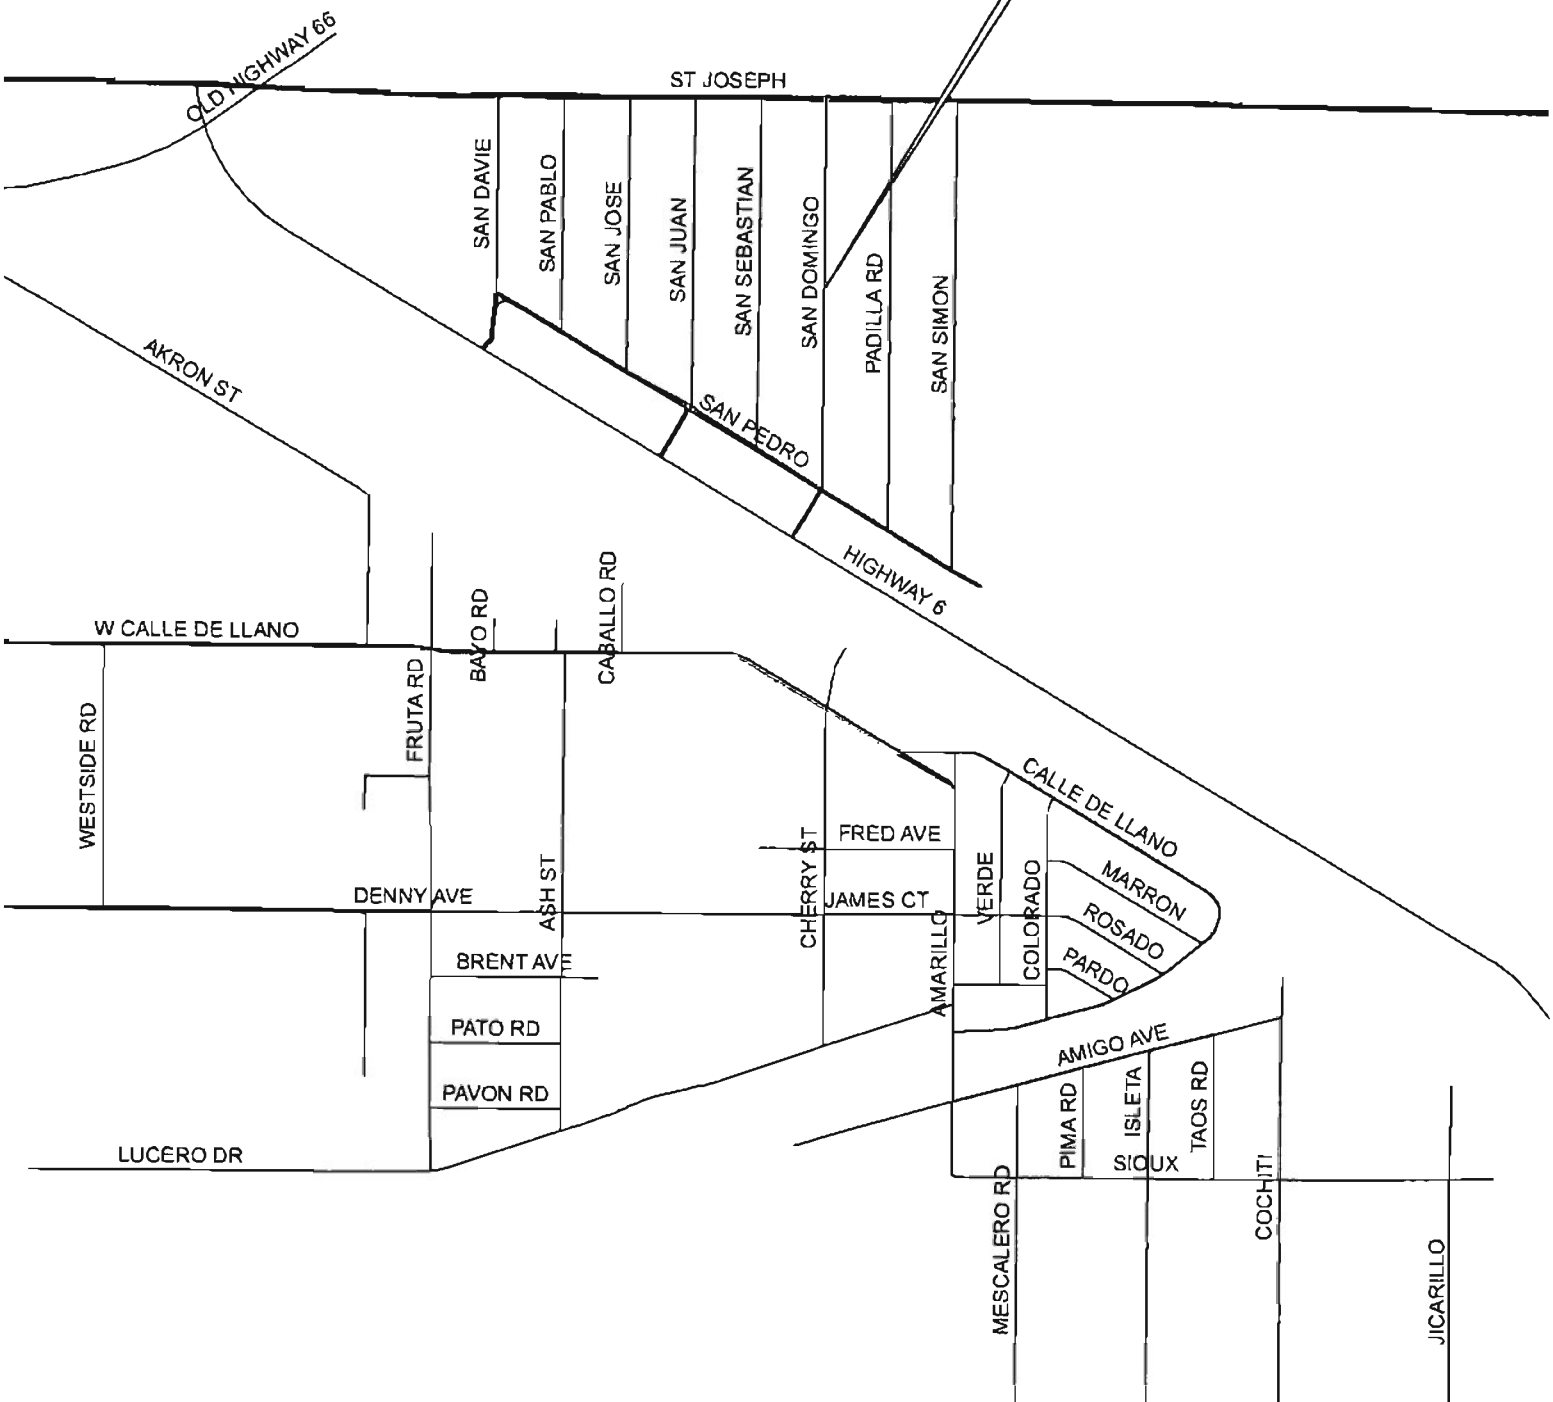 OLD HIGHWAY 66
ST JOSEPH
SAN DAVIE
SAN PABLO
SAN JOSE
SAN JUAN
SAN SEBASTIAN
SAN DOMINGO
PADILLA RD
SAN SIMON
AKRON ST
SAN PEDRO
HIGHWAY 6
W CALLE DE LLANO
BAYO RD
CABALLO RD
FRUTA RD
WESTSIDE RD
CALLE DE LLANO
FRED AVE
CHERRY ST
VERDE
COLORADO
MARRON
ASH ST
DENNY AVE
JAMES CT
AMARILLO
ROSADO
BRENT AVE
PARDO
PATO RD
AMIGO AVE
PAVON RD
PIMA RD
ISLETA
TAOS RD
LUCERO DR
SIOUX
MESCALERO RD
COCHITI
JICARILLO